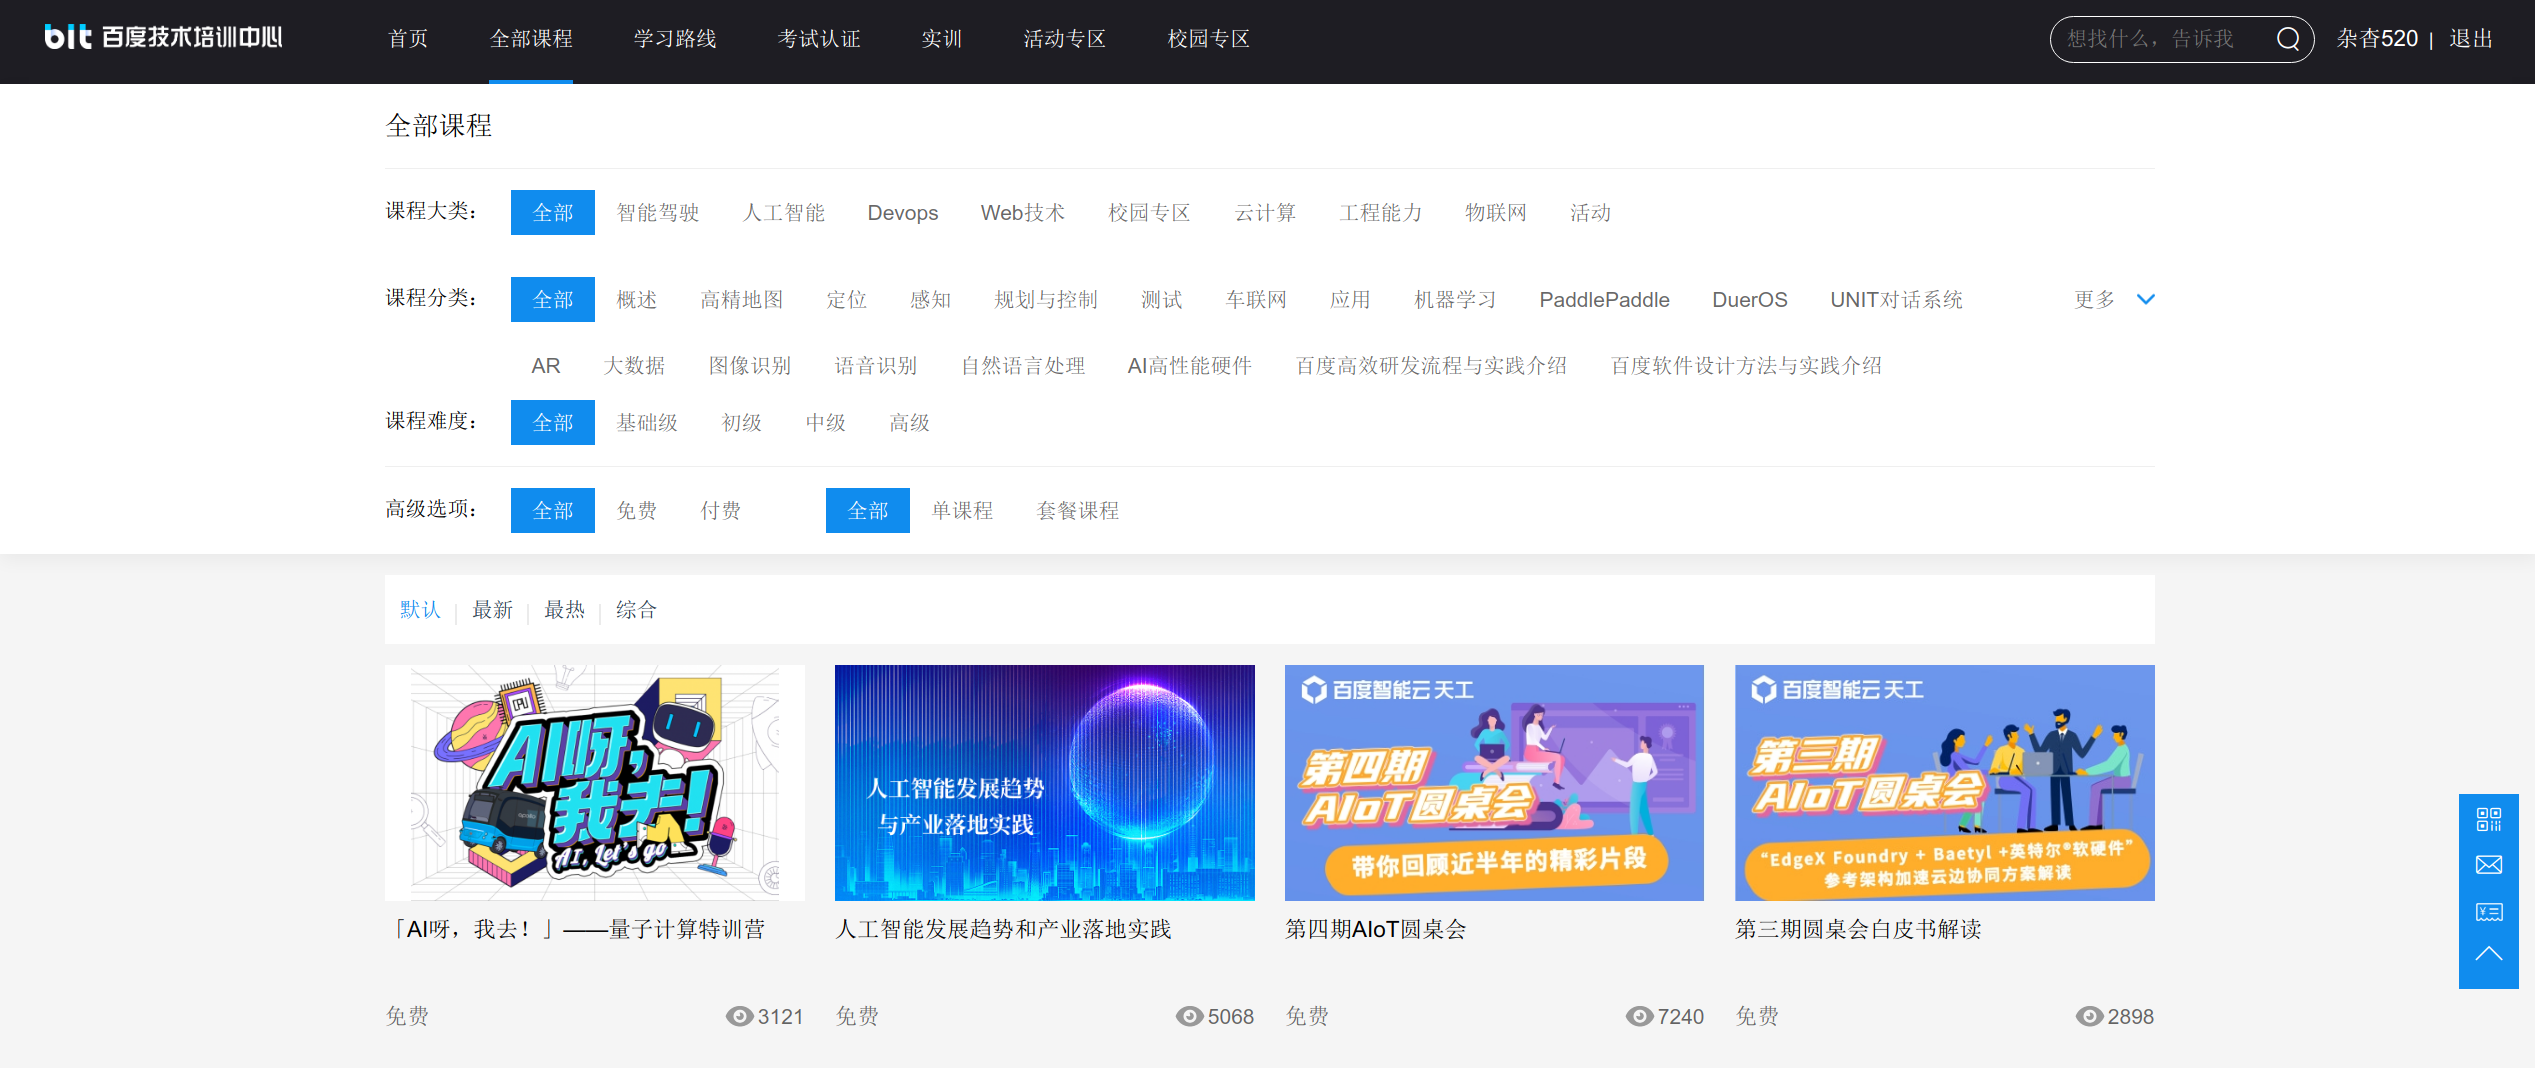 bit 百度技术培训中心
首页 全部课程 学习路线 考试认证 实训 活动专区 校园专区
想找什么，告诉我
杂杏520 | 退出
全部课程
课程大类： 全部 智能驾驶 人工智能 Devops Web技术 校园专区 云计算 工程能力 物联网 活动
课程分类： 全部 概述 高精地图 定位 感知 规划与控制 测试 车联网 应用 机器学习 PaddlePaddle DuerOS UNIT对话系统 更多
AR 大数据 图像识别 语音识别 自然语言处理 AI高性能硬件 百度高效研发流程与实践介绍 百度软件设计方法与实践介绍
课程难度： 全部 基础级 初级 中级 高级
高级选项： 全部 免费 付费 全部 单课程 套餐课程
默认 | 最新 | 最热 | 综合
AI
AI呀，
我去！
apollo
AI, Let's go
人工智能发展趋势
与产业落地实践
百度智能云 天工
第四期
AIoT圆桌会
带你回顾近半年的精彩片段
百度智能云 天工
第三期
AIoT圆桌会
“EdgeX Foundry + Baetyl +英特尔®软硬件”
参考架构加速云边协同方案解读
「AI呀，我去！」——量子计算特训营
人工智能发展趋势和产业落地实践
第四期AIoT圆桌会
第三期圆桌会白皮书解读
免费 3121
免费 5068
免费 7240
免费 2898